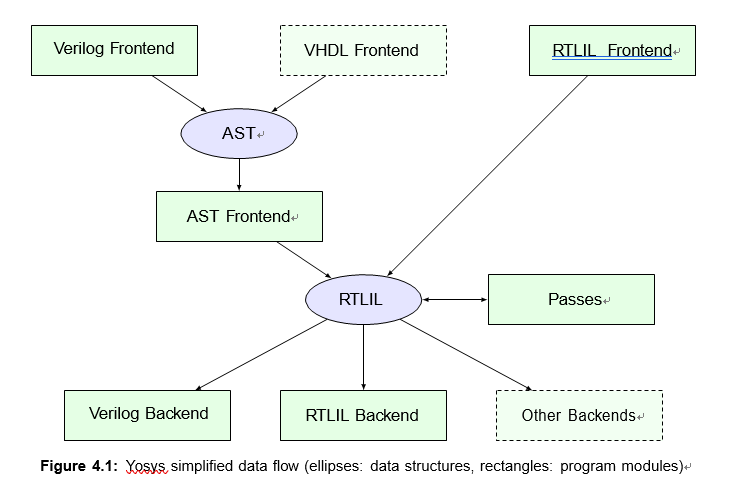 Verilog Frontend
VHDL Frontend
RTLIL Frontend
AST
AST Frontend
RTLIL
Passes
Verilog Backend
RTLIL Backend
Other Backends
Figure 4.1: Yosys simplified data flow (ellipses: data structures, rectangles: program modules)